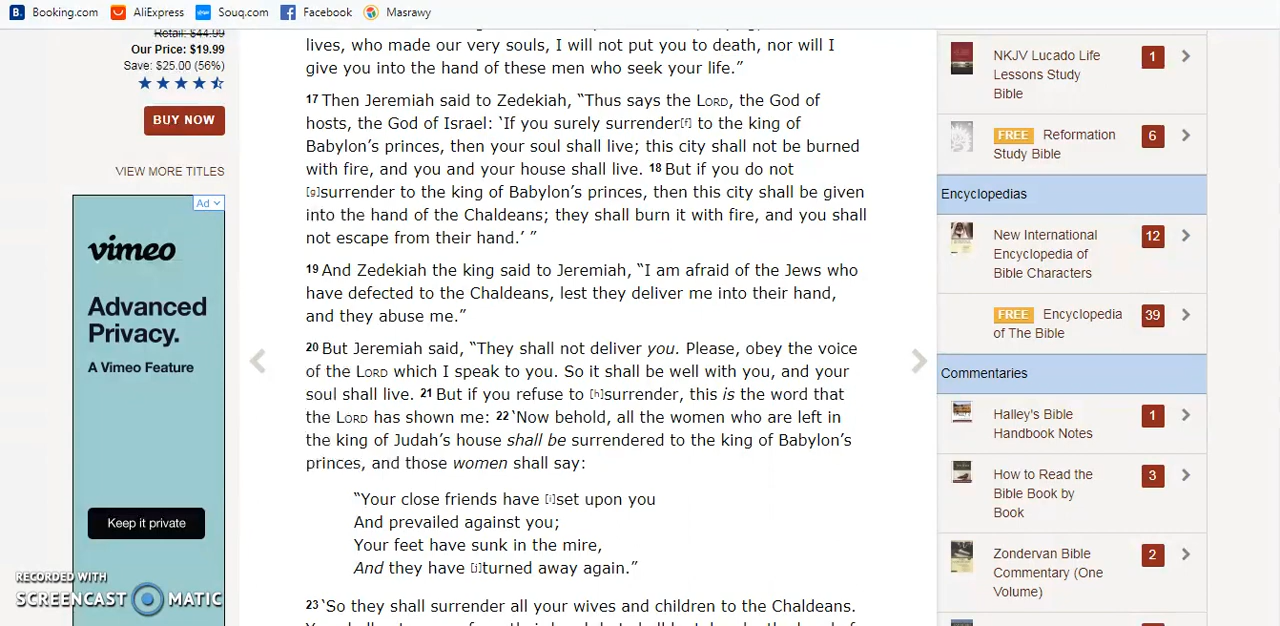 Booking.com AliExpress Souq.com Facebook Masrawy
Retail: $44.99
Our Price: $19.99
Save: $25.00 (56%)
BUY NOW
VIEW MORE TITLES
Ad
vimeo
Advanced
Privacy.
A Vimeo Feature
Keep it private
RECORDED WITH
SCREENCAST MATIC
lives, who made our very souls, I will not put you to death, nor will I
give you into the hand of these men who seek your life.”
17 Then Jeremiah said to Zedekiah, “Thus says the LORD, the God of
hosts, the God of Israel: ‘If you surely surrender[f] to the king of
Babylon’s princes, then your soul shall live; this city shall not be burned
with fire, and you and your house shall live. 18 But if you do not
[g]surrender to the king of Babylon’s princes, then this city shall be given
into the hand of the Chaldeans; they shall burn it with fire, and you shall
not escape from their hand.’ ”
19 And Zedekiah the king said to Jeremiah, “I am afraid of the Jews who
have defected to the Chaldeans, lest they deliver me into their hand,
and they abuse me.”
20 But Jeremiah said, “They shall not deliver you. Please, obey the voice
of the LORD which I speak to you. So it shall be well with you, and your
soul shall live. 21 But if you refuse to [h]surrender, this is the word that
the LORD has shown me: 22 ‘Now behold, all the women who are left in
the king of Judah’s house shall be surrendered to the king of Babylon’s
princes, and those women shall say:
“Your close friends have [i]set upon you
And prevailed against you;
Your feet have sunk in the mire,
And they have [j]turned away again.”
23 ‘So they shall surrender all your wives and children to the Chaldeans.
NKJV Lucado Life
Lessons Study
Bible
1
FREE Reformation
Study Bible
6
Encyclopedias
New International
Encyclopedia of
Bible Characters
12
FREE Encyclopedia
of The Bible
39
Commentaries
Halley's Bible
Handbook Notes
1
How to Read the
Bible Book by
Book
3
Zondervan Bible
Commentary (One
Volume)
2